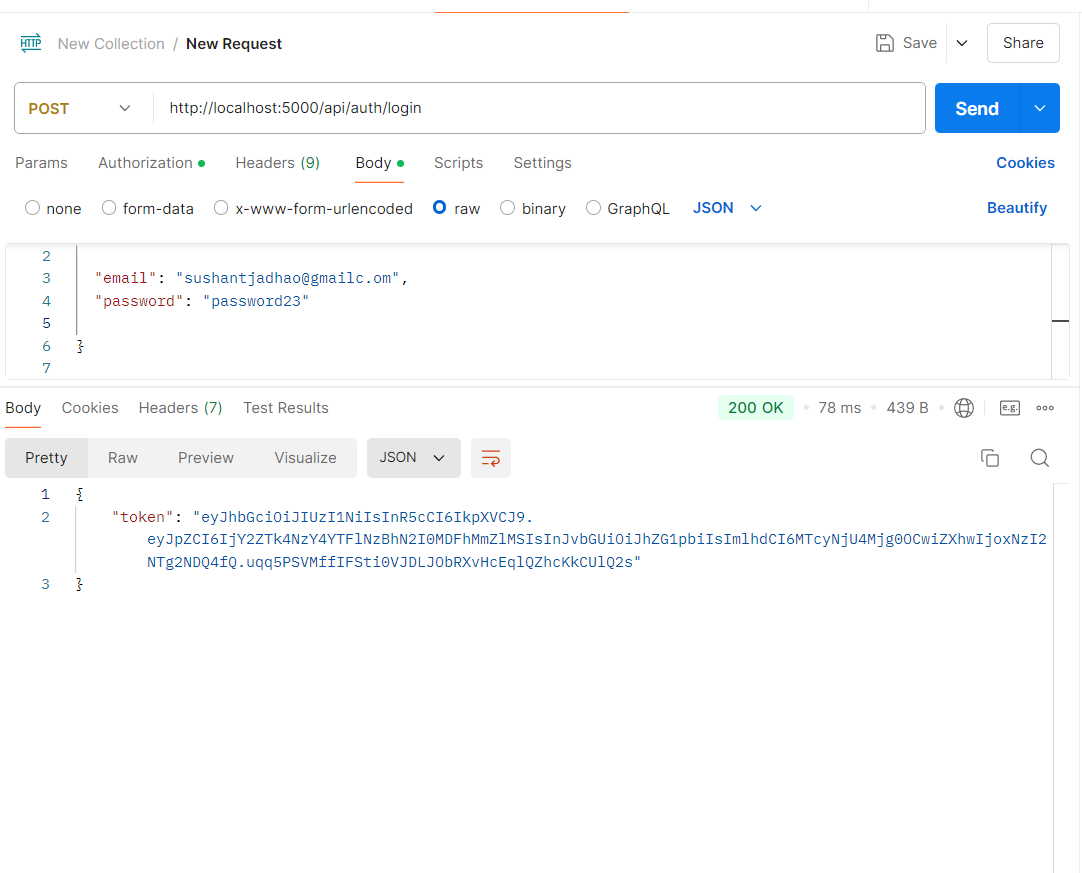 HTTP New Collection / New Request Save Share
POST http://localhost:5000/api/auth/login Send
Params Authorization Headers (9) Body Scripts Settings Cookies
none form-data x-www-form-urlencoded raw binary GraphQL JSON Beautify
2
3 "email": "sushantjadhao@gmailc.om",
4 "password": "password23"
5
6 }
7
Body Cookies Headers (7) Test Results 200 OK 78 ms 439 B e.g.
Pretty Raw Preview Visualize JSON
1 {
2 "token": "eyJhbGciOiJIUzI1NiIsInR5cCI6IkpXVCJ9.
eyJpZCI6IjY2ZTk4NzY4YTFlNzBhN2I0MDFhMmZlMSIsInJvbGUiOiJhZG1pbiIsImlhdCI6MTcyNjU4Mjg0OCwiZXhwIjoxNzI2
NTg2NDQ4fQ.uqq5PSVMffIFSti0VJDLJObRXvHcEqlQZhcKkCUlQ2s"
3 }